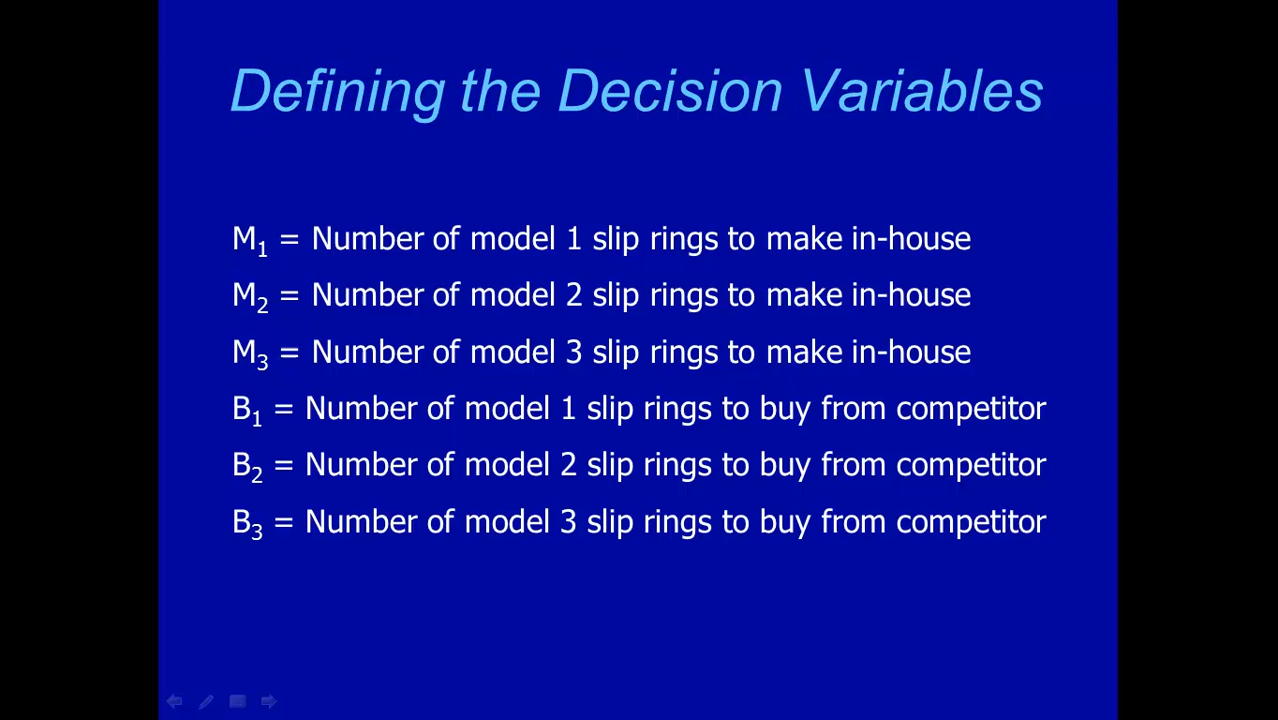 Defining the Decision Variables
M₁ = Number of model 1 slip rings to make in-house
M₂ = Number of model 2 slip rings to make in-house
M₃ = Number of model 3 slip rings to make in-house
B₁ = Number of model 1 slip rings to buy from competitor
B₂ = Number of model 2 slip rings to buy from competitor
B₃ = Number of model 3 slip rings to buy from competitor